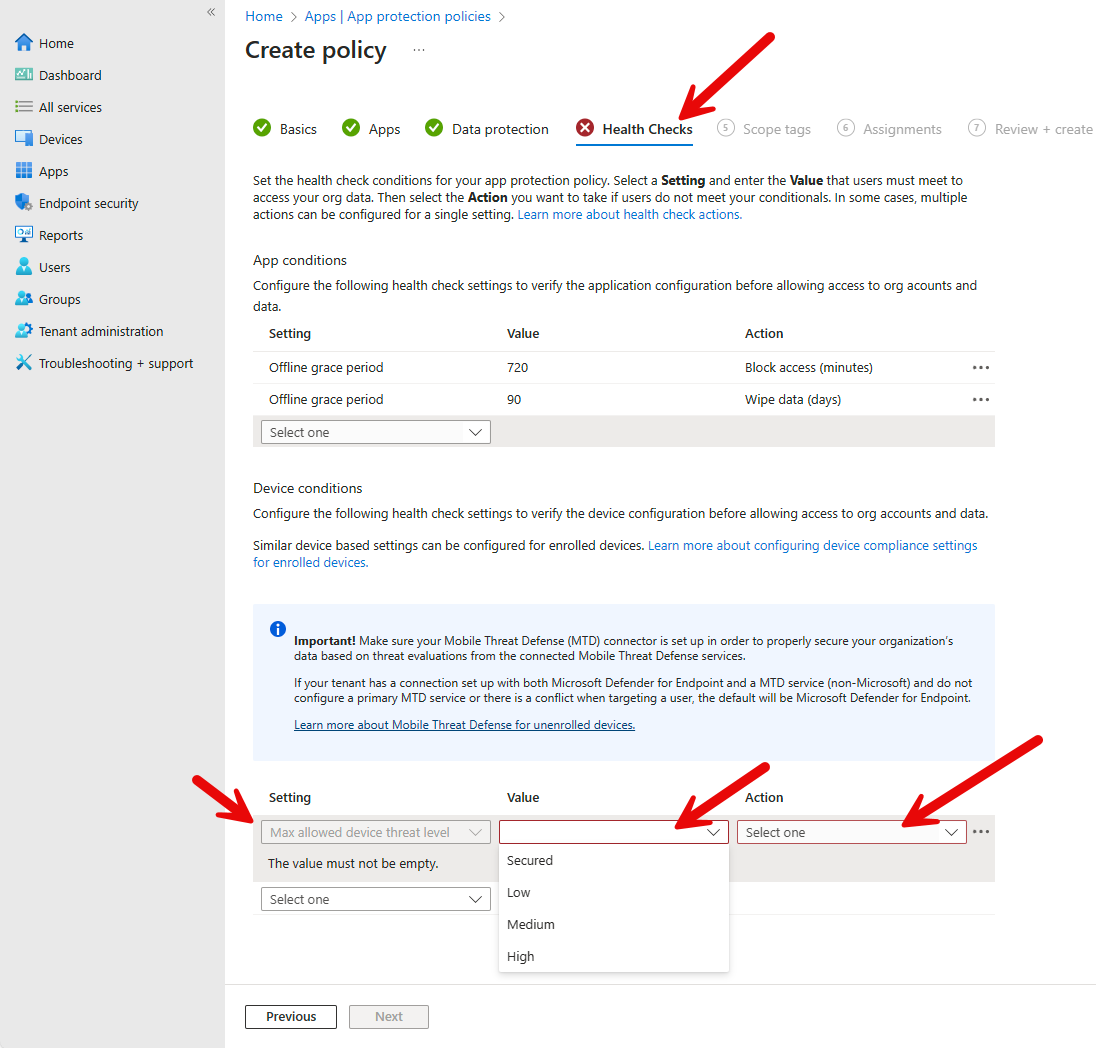 «
Home
Dashboard
All services
Devices
Apps
Endpoint security
Reports
Users
Groups
Tenant administration
Troubleshooting + support
Home > Apps | App protection policies >
Create policy ...
Basics
Apps
Data protection
Health Checks
5 Scope tags
6 Assignments
7 Review + create
Set the health check conditions for your app protection policy. Select a Setting and enter the Value that users must meet to
access your org data. Then select the Action you want to take if users do not meet your conditionals. In some cases, multiple
actions can be configured for a single setting. Learn more about health check actions.
App conditions
Configure the following health check settings to verify the application configuration before allowing access to org acounts and
data.
Setting Value Action
Offline grace period 720 Block access (minutes) ...
Offline grace period 90 Wipe data (days) ...
Select one
Device conditions
Configure the following health check settings to verify the device configuration before allowing access to org accounts and data.
Similar device based settings can be configured for enrolled devices. Learn more about configuring device compliance settings
for enrolled devices.
Important! Make sure your Mobile Threat Defense (MTD) connector is set up in order to properly secure your organization's
data based on threat evaluations from the connected Mobile Threat Defense services.
If your tenant has a connection set up with both Microsoft Defender for Endpoint and a MTD service (non-Microsoft) and do not
configure a primary MTD service or there is a conflict when targeting a user, the default will be Microsoft Defender for Endpoint.
Learn more about Mobile Threat Defense for unenrolled devices.
Setting Value Action
Max allowed device threat level Select one ...
The value must not be empty.
Select one
Secured
Low
Medium
High
Previous
Next